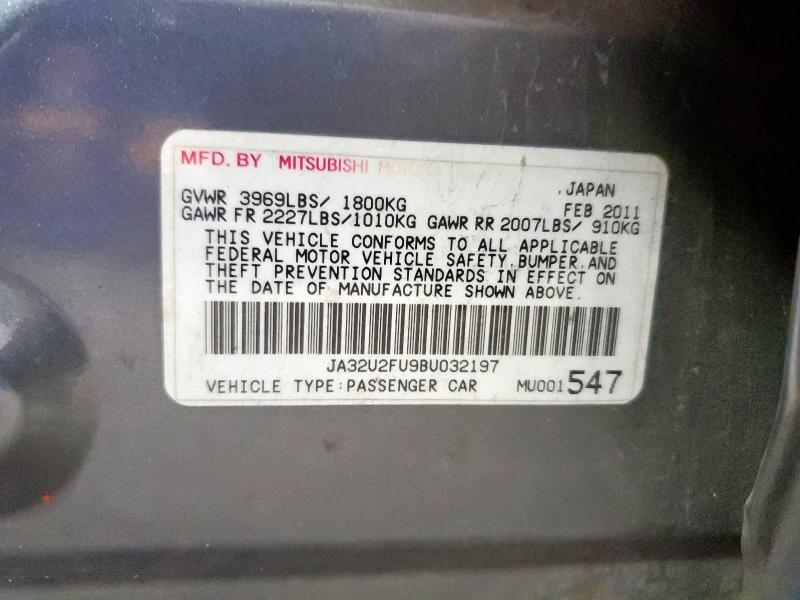 MFD. BY MITSUBISHI MOTORS
JAPAN
GVWR 3969LBS/ 1800KG FEB 2011
GAWR FR 2227LBS/1010KG GAWR RR 2007LBS/ 910KG
THIS VEHICLE CONFORMS TO ALL APPLICABLE
FEDERAL MOTOR VEHICLE SAFETY, BUMPER, AND
THEFT PREVENTION STANDARDS IN EFFECT ON
THE DATE OF MANUFACTURE SHOWN ABOVE.
JA32U2FU9BU032197
VEHICLE TYPE:PASSENGER CAR MU001547